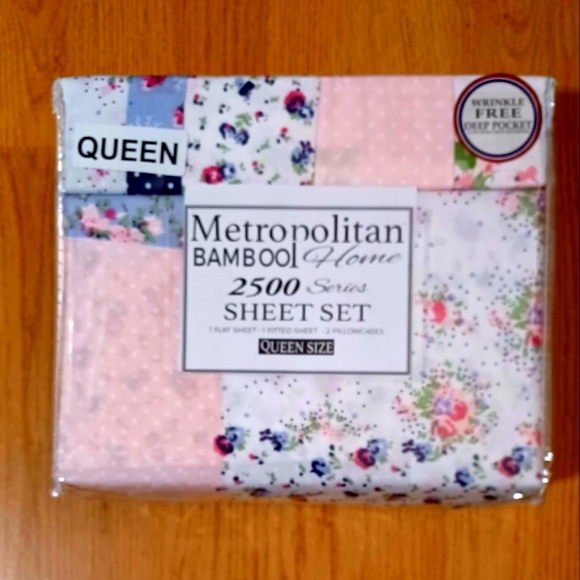 QUEEN
WRINKLE
FREE
DEEP POCKET
Metropolitan
BAMBOO Home
2500 Series
SHEET SET
1 FLAT SHEET · 1 FITTED SHEET · 2 PILLOWCASES
QUEEN SIZE